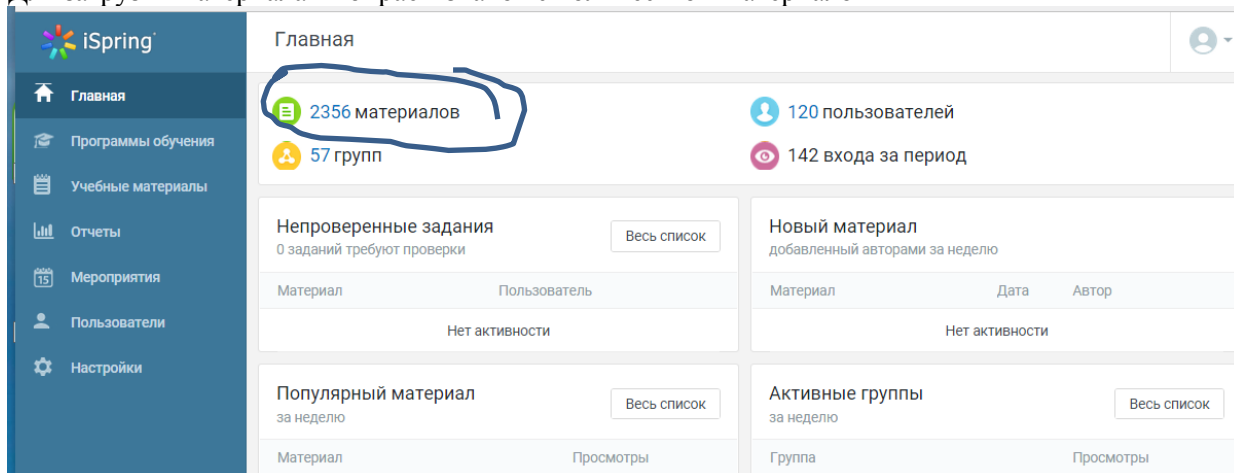 iSpring
Главная
Главная
Программы обучения
Учебные материалы
Отчеты
15 Мероприятия
Пользователи
Настройки
2356 материалов
120 пользователей
57 групп
142 входа за период
Непроверенные задания
0 заданий требуют проверки
Весь список
Материал Пользователь
Нет активности
Новый материал
добавленный авторами за неделю
Материал Дата Автор
Нет активности
Популярный материал
за неделю
Весь список
Материал Просмотры
Активные группы
за неделю
Весь список
Группа Просмотры